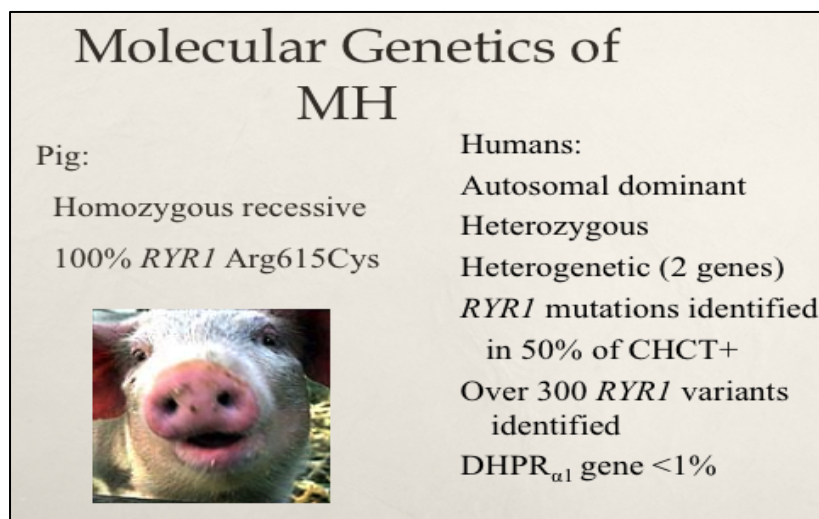 Molecular Genetics of
MH
Pig:
Homozygous recessive
100% RYR1 Arg615Cys
Humans:
Autosomal dominant
Heterozygous
Heterogenetic (2 genes)
RYR1 mutations identified
in 50% of CHCT+
Over 300 RYR1 variants
identified
DHPRα1 gene <1%